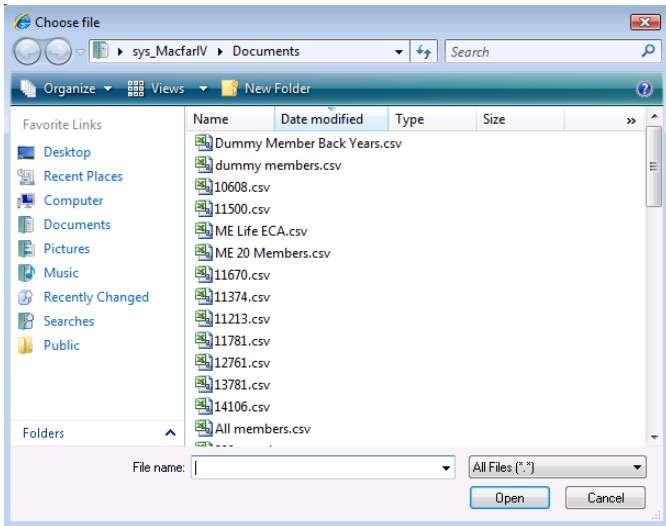 Choose file
sys_MacfarlV Documents Search
Organize Views New Folder
Favorite Links
Desktop
Recent Places
Computer
Documents
Pictures
Music
Recently Changed
Searches
Public
Folders
Name Date modified Type Size »
Dummy Member Back Years.csv
dummy members.csv
10608.csv
11500.csv
ME Life ECA.csv
ME 20 Members.csv
11670.csv
11374.csv
11213.csv
11781.csv
12761.csv
13781.csv
14106.csv
All members.csv
File name: All Files (*.*)
Open Cancel